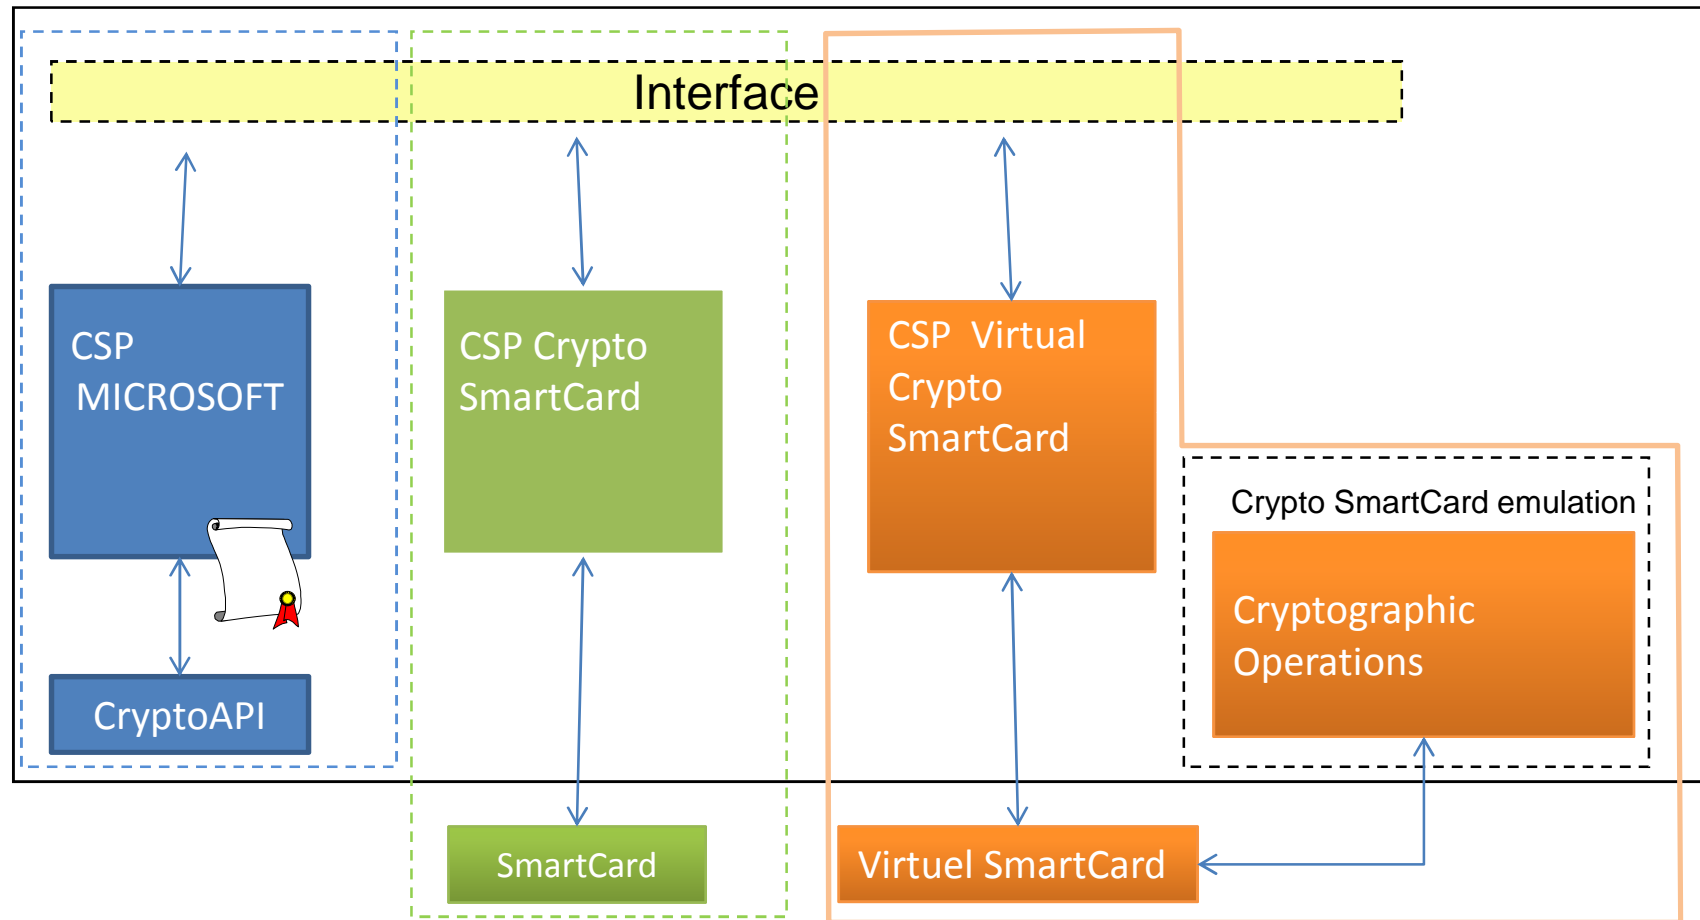 Interface
CSP
MICROSOFT
CSP Crypto
SmartCard
CSP Virtual
Crypto
SmartCard
Crypto SmartCard emulation
Cryptographic
Operations
CryptoAPI
SmartCard
Virtuel SmartCard